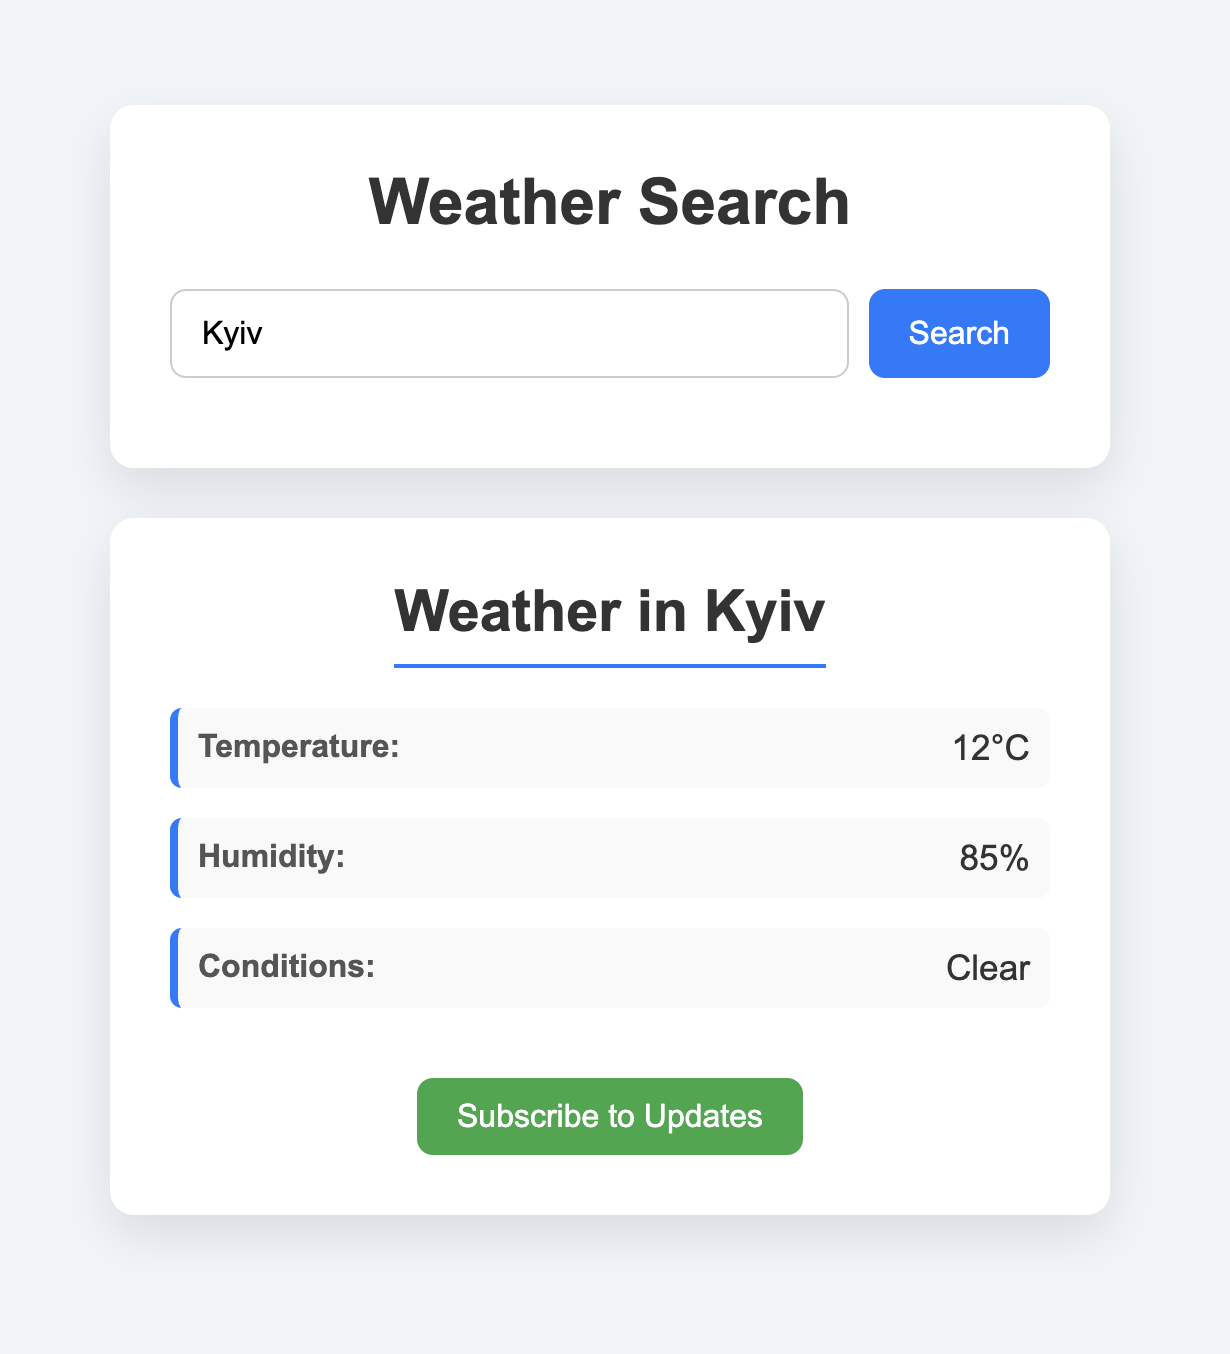 Weather Search
Kyiv
Search
Weather in Kyiv
Temperature: 12°C
Humidity: 85%
Conditions: Clear
Subscribe to Updates